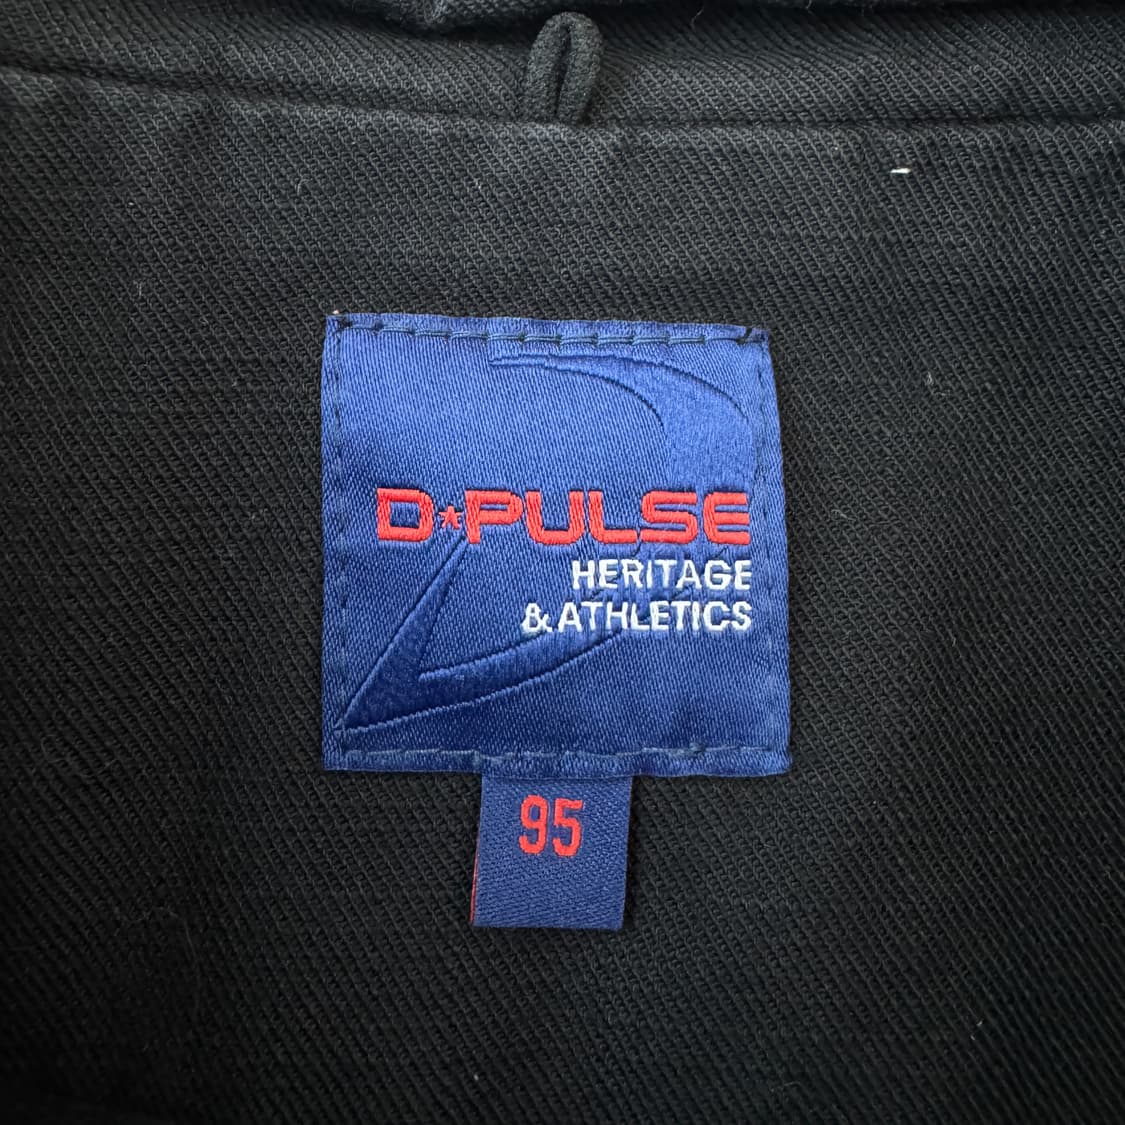 D*PULSE
HERITAGE
& ATHLETICS
95